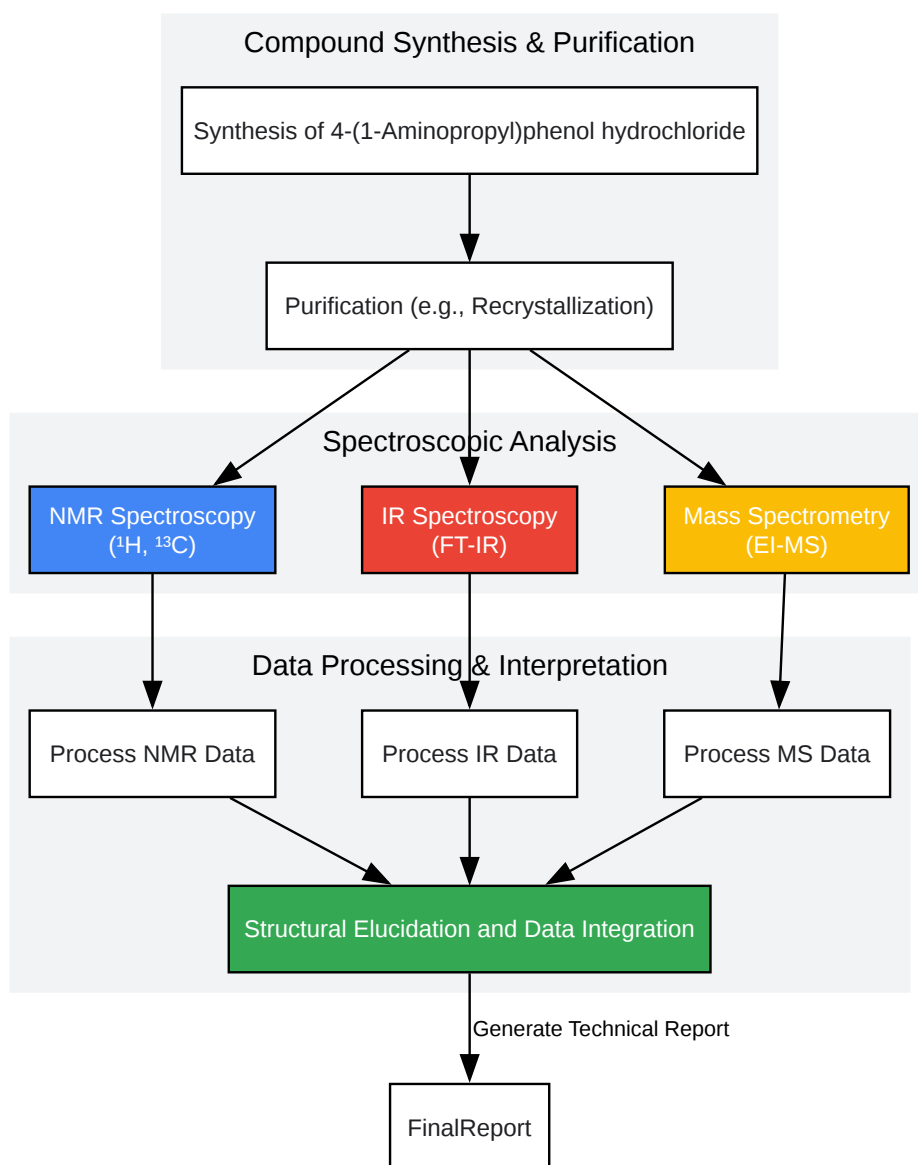 Compound Synthesis & Purification
Synthesis of 4-(1-Aminopropyl)phenol hydrochloride
Purification (e.g., Recrystallization)
Spectroscopic Analysis
NMR Spectroscopy
(¹H, ¹³C)
IR Spectroscopy
(FT-IR)
Mass Spectrometry
(EI-MS)
Data Processing & Interpretation
Process NMR Data
Process IR Data
Process MS Data
Structural Elucidation and Data Integration
Generate Technical Report
FinalReport